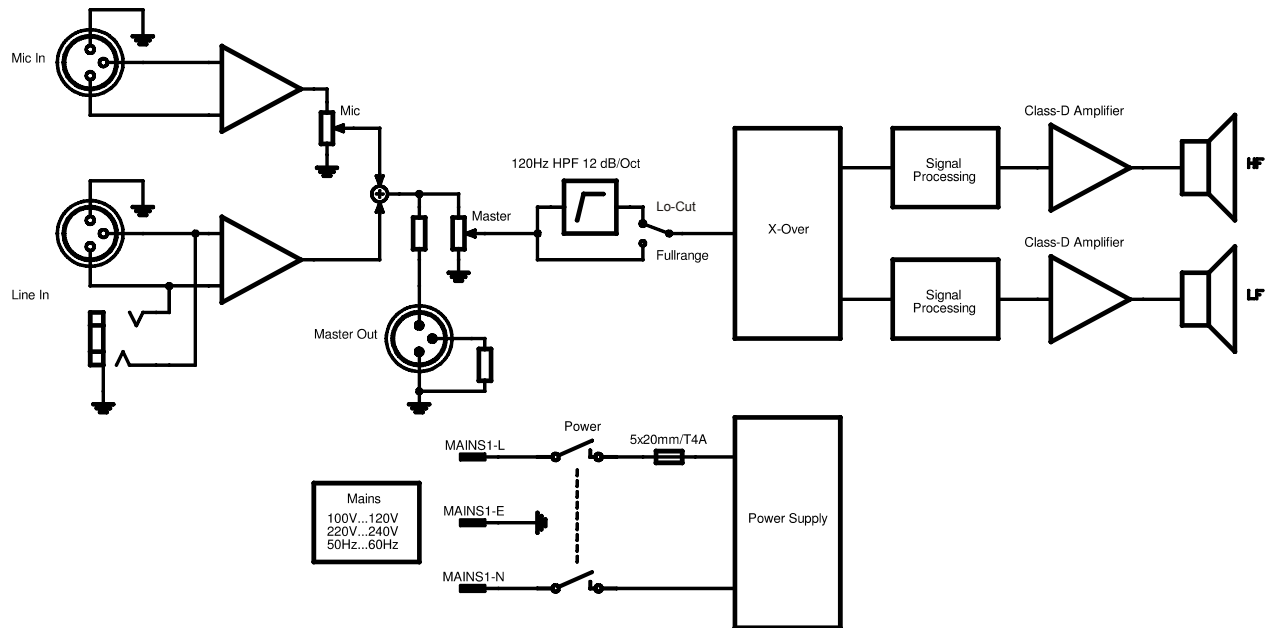 Mic In
Mic
Class-D Amplifier
120Hz HPF 12 dB/Oct
Signal
Processing
HF
Lo-Cut
Master
X-Over
Fullrange
Class-D Amplifier
Line In
Signal
Processing
LF
Master Out
Power
MAINS1-L
5x20mm/T4A
Mains
100V...120V
220V...240V
50Hz...60Hz
MAINS1-E
Power Supply
MAINS1-N